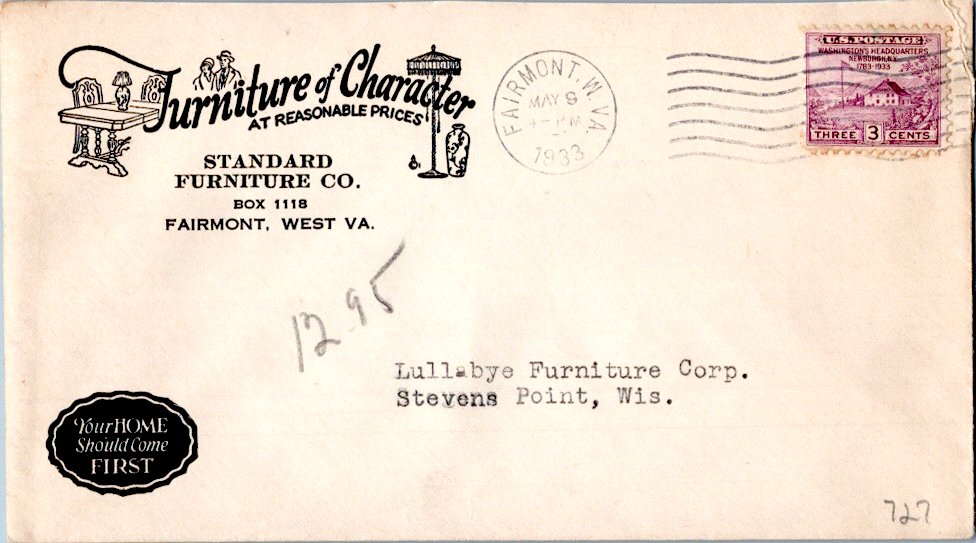 Furniture of Character
AT REASONABLE PRICES
STANDARD
FURNITURE CO.
BOX 1118
FAIRMONT, WEST VA.
FAIRMONT, W. VA.
MAY 9
4-PM
1933
U.S. POSTAGE
WASHINGTON'S HEADQUARTERS
NEWBURGH, N.Y.
1783-1933
THREE 3 CENTS
12.95
Lullabye Furniture Corp.
Stevens Point, Wis.
Your HOME
Should Come
FIRST
727